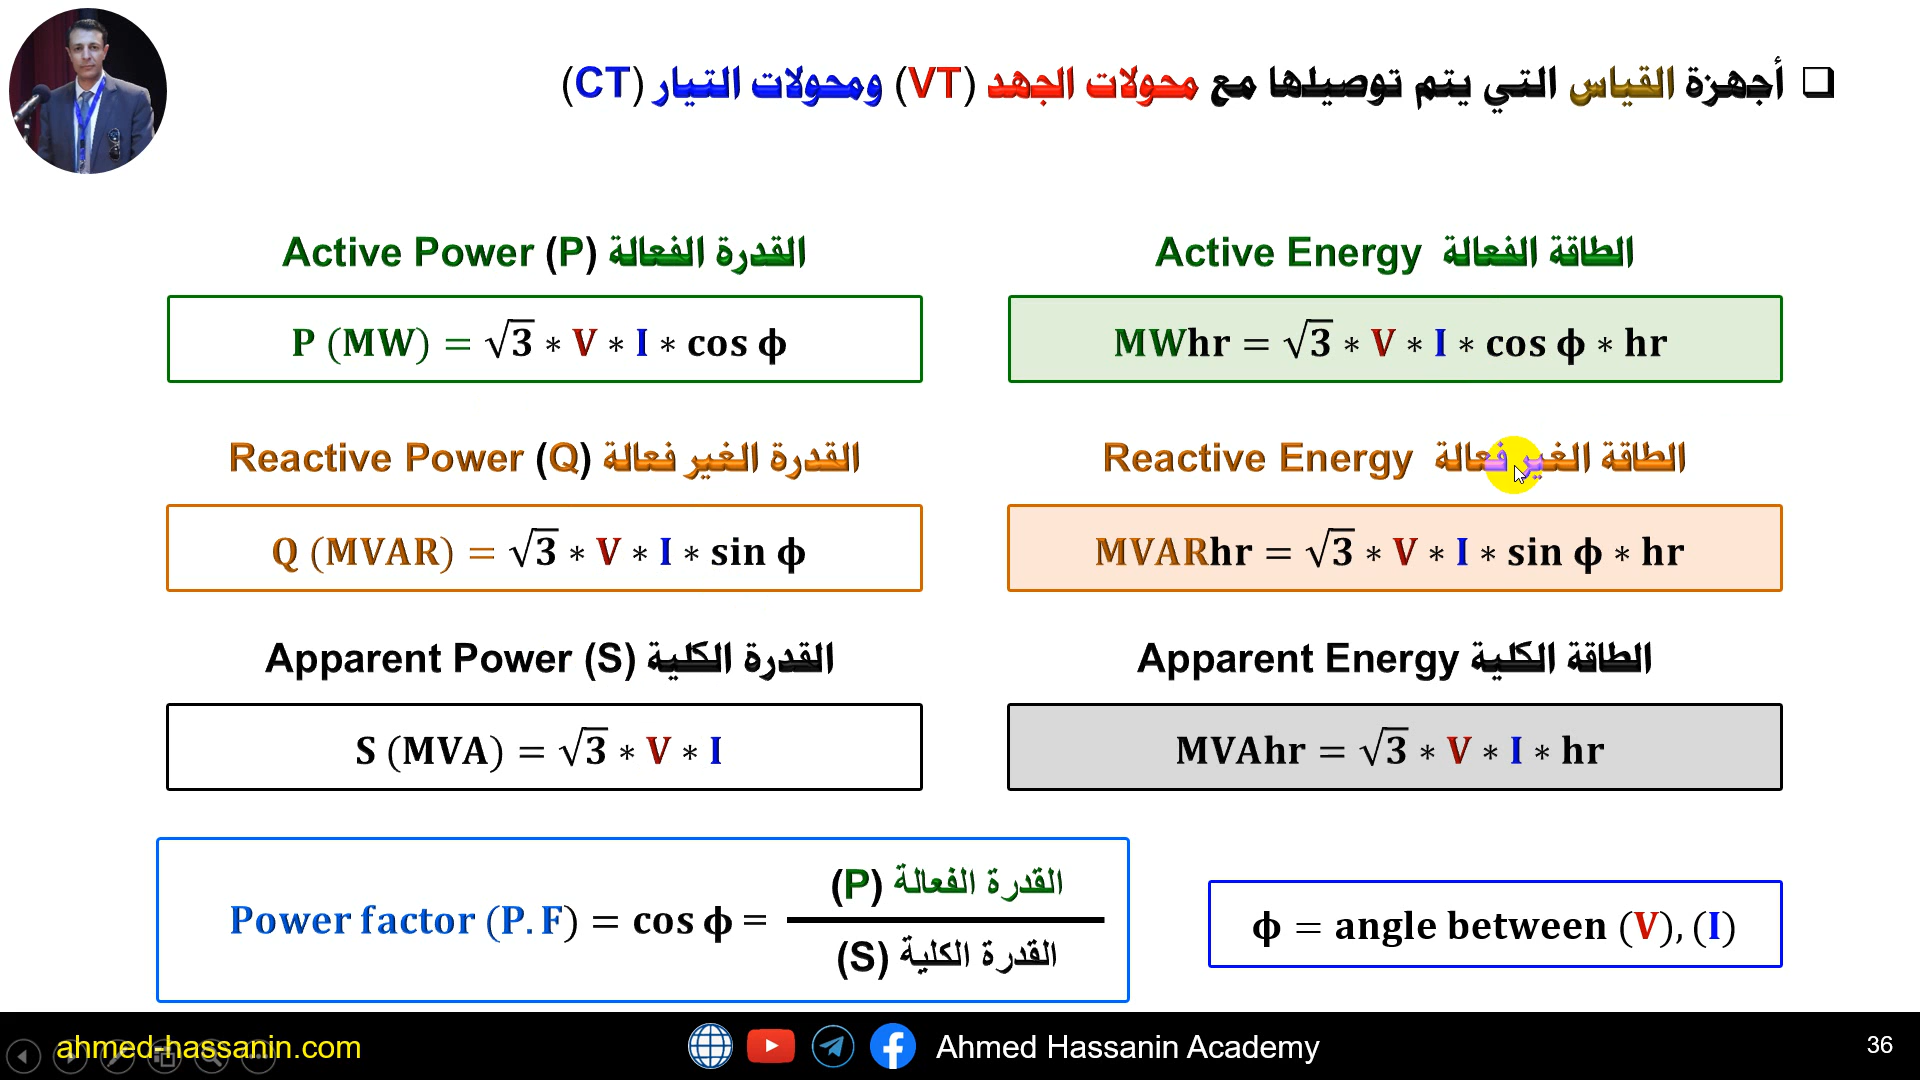 ❑ أجهزة القياس التي يتم توصيلها مع محولات الجهد (VT) ومحولات التيار (CT)
Active Power (P) القدرة الفعالة
P (MW) = √3 * V * I * cos ϕ
Active Energy الطاقة الفعالة
MWhr = √3 * V * I * cos ϕ * hr
Reactive Power (Q) القدرة الغير فعالة
Q (MVAR) = √3 * V * I * sin ϕ
Reactive Energy الطاقة الغير فعالة
MVARhr = √3 * V * I * sin ϕ * hr
Apparent Power (S) القدرة الكلية
S (MVA) = √3 * V * I
Apparent Energy الطاقة الكلية
MVAhr = √3 * V * I * hr
Power factor (P.F) = cos ϕ =
القدرة الفعالة (P)
القدرة الكلية (S)
ϕ = angle between (V), (I)
ahmed-hassanin.com
Ahmed Hassanin Academy
36